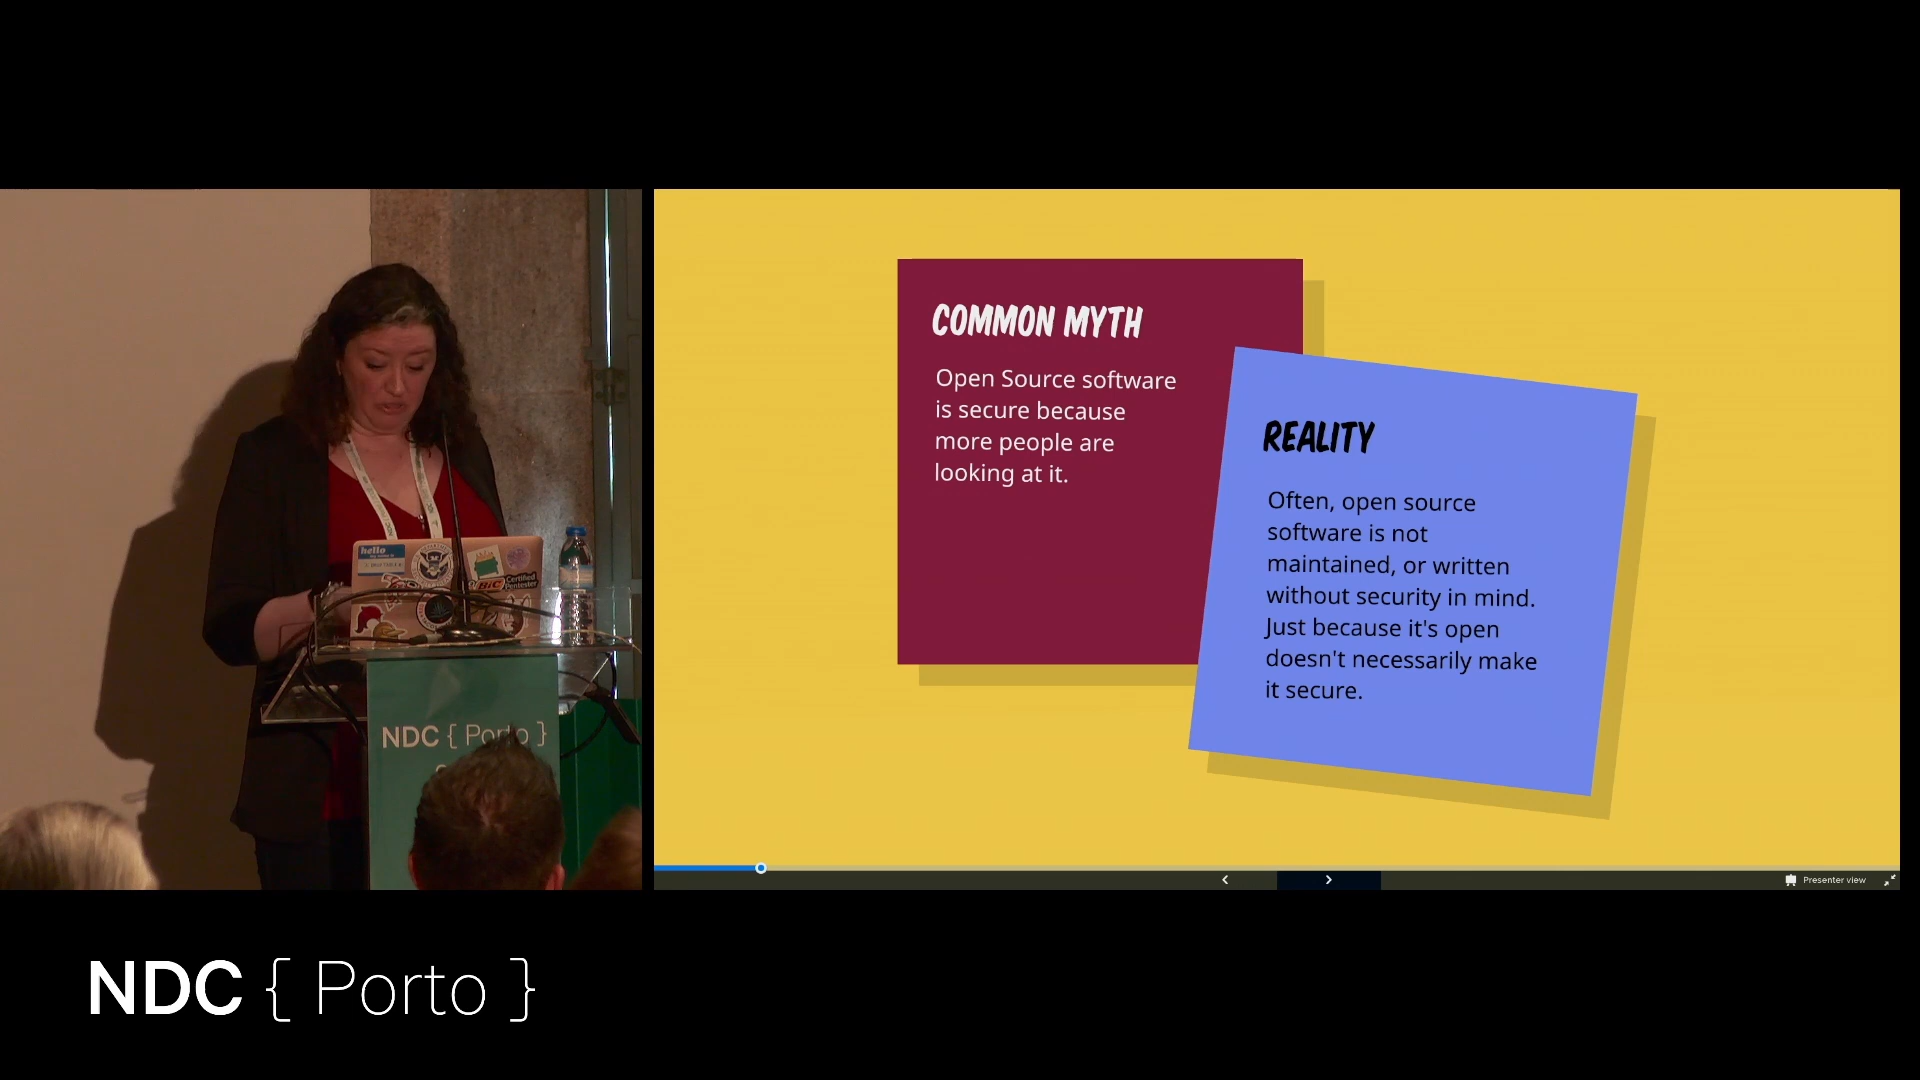 COMMON MYTH
Open Source software
is secure because
more people are
looking at it.
REALITY
Often, open source
software is not
maintained, or written
without security in mind.
Just because it's open
doesn't necessarily make
it secure.
Presenter view
hello
BiC
Certified
Pentester
NDC { Porto }
NDC { Porto }